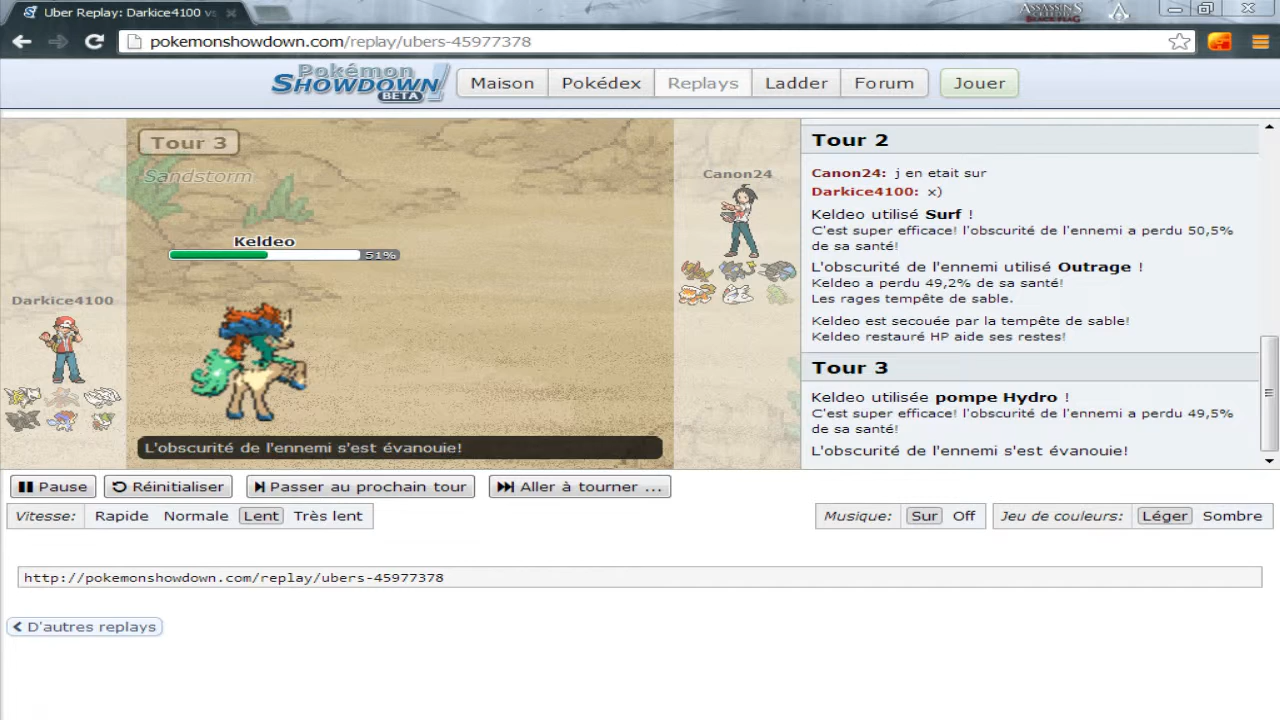 Uber Replay: Darkice4100 v
ASSASSIN'S
BLACK FLAG
pokemonshowdown.com/replay/ubers-45977378
Pokémon
SHOWDOWN!
BETA
Maison Pokédex Replays Ladder Forum Jouer
Tour 3
Sandstorm
Keldeo
51%
Darkice4100
Canon24
L'obscurité de l'ennemi s'est évanouie!
Tour 2
Canon24: j en etait sur
Darkice4100: x)
Keldeo utilisé Surf !
C'est super efficace! l'obscurité de l'ennemi a perdu 50,5%
de sa santé!
L'obscurité de l'ennemi utilisé Outrage !
Keldeo a perdu 49,2% de sa santé!
Les rages tempête de sable.
Keldeo est secouée par la tempête de sable!
Keldeo restauré HP aide ses restes!
Tour 3
Keldeo utilisée pompe Hydro !
C'est super efficace! l'obscurité de l'ennemi a perdu 49,5%
de sa santé!
L'obscurité de l'ennemi s'est évanouie!
Pause Réinitialiser Passer au prochain tour Aller à tourner ...
Vitesse: Rapide Normale Lent Très lent
Musique: Sur Off Jeu de couleurs: Léger Sombre
http://pokemonshowdown.com/replay/ubers-45977378
D'autres replays